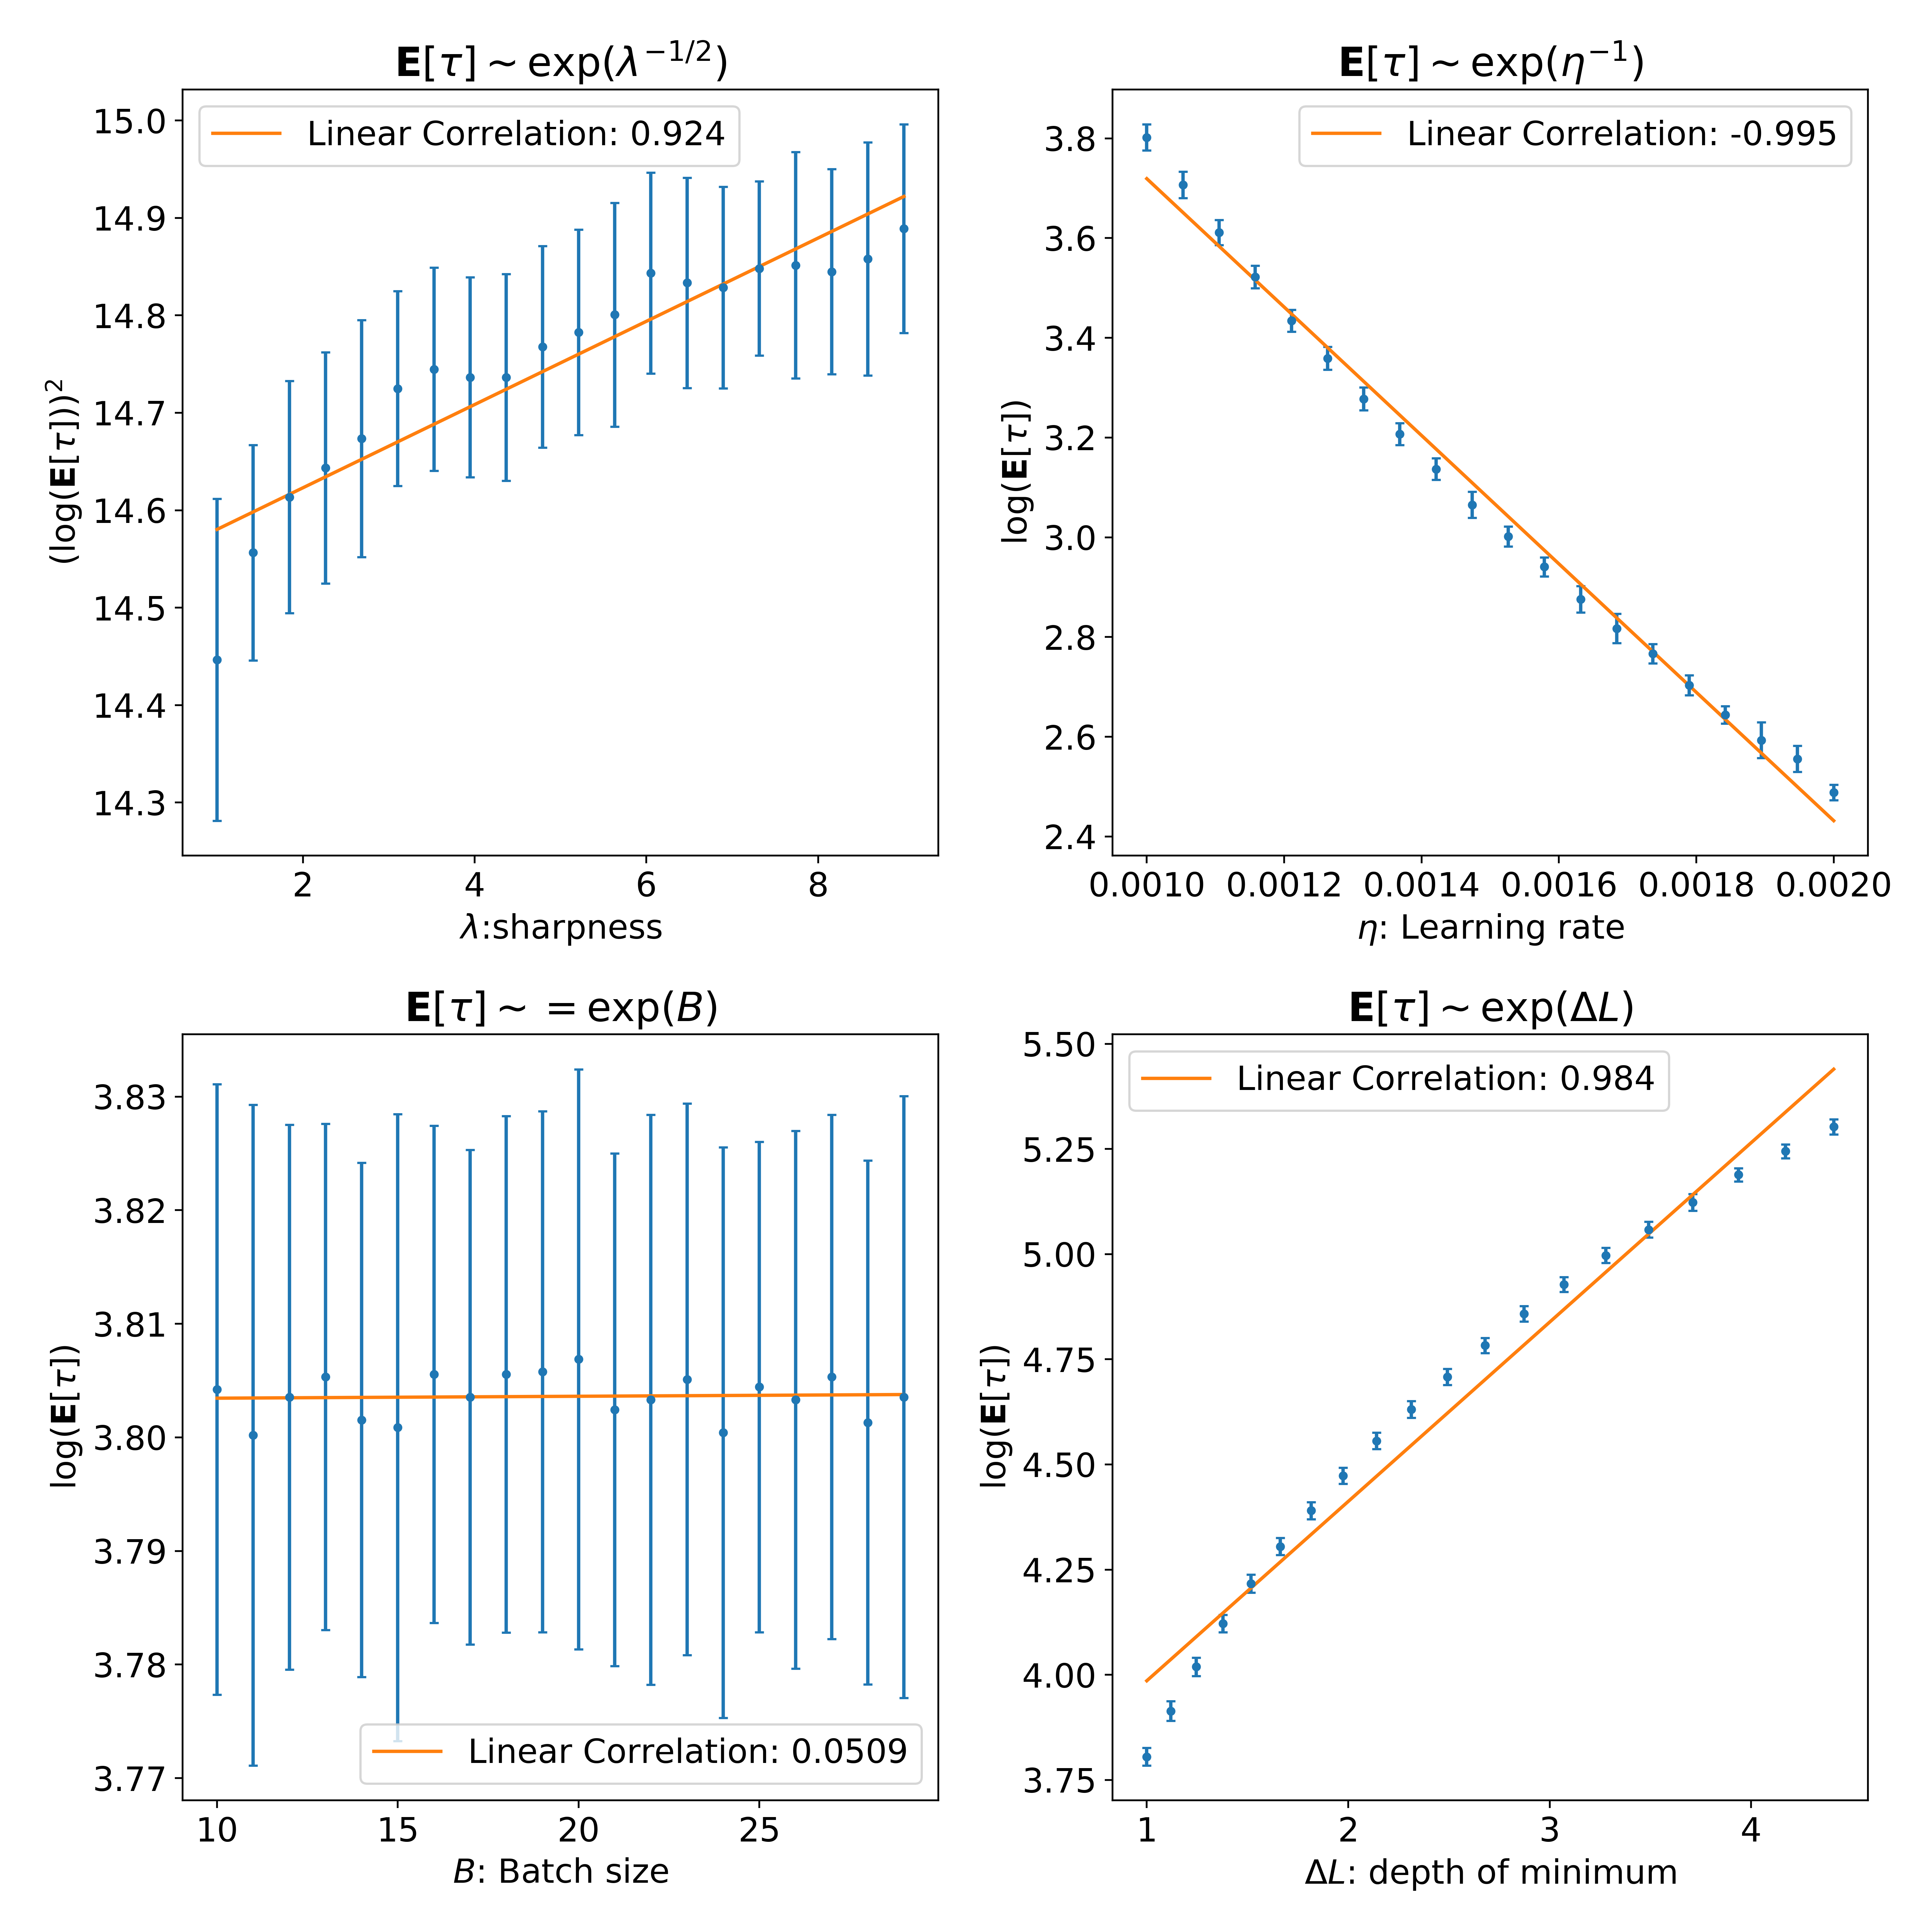 E[τ] ~ exp(λ^{-1/2})
Linear Correlation: 0.924
15.0
14.9
14.8
14.7
14.6
14.5
14.4
14.3
(log(E[τ]))^2
2 4 6 8
λ:sharpness
E[τ] ~ exp(η^{-1})
Linear Correlation: -0.995
3.8
3.6
3.4
3.2
3.0
2.8
2.6
2.4
log(E[τ])
0.0010 0.0012 0.0014 0.0016 0.0018 0.0020
η: Learning rate
E[τ] ~ = exp(B)
3.83
3.82
3.81
3.80
3.79
3.78
3.77
log(E[τ])
Linear Correlation: 0.0509
10 15 20 25
B: Batch size
E[τ] ~ exp(ΔL)
Linear Correlation: 0.984
5.50
5.25
5.00
4.75
4.50
4.25
4.00
3.75
log(E[τ])
1 2 3 4
ΔL: depth of minimum